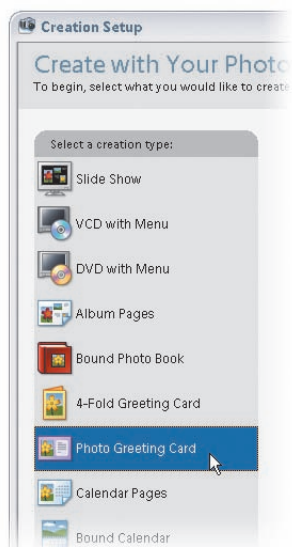 Creation Setup
Create with Your Photo
To begin, select what you would like to create
Select a creation type:
Slide Show
VCD with Menu
DVD with Menu
Album Pages
Bound Photo Book
4-Fold Greeting Card
Photo Greeting Card
Calendar Pages
Bound Calendar